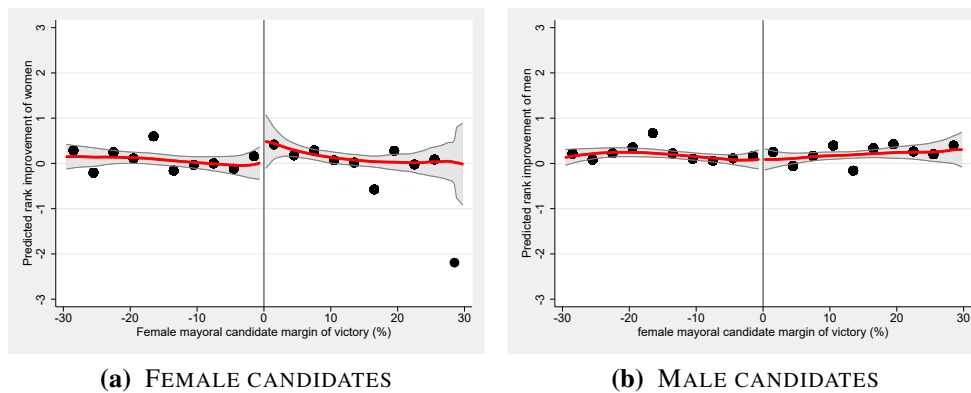 Predicted rank improvement of women
3
2
1
0
-1
-2
-3
-30 -20 -10 0 10 20 30
Female mayoral candidate margin of victory (%)
(a) FEMALE CANDIDATES
Predicted rank improvement of men
3
2
1
0
-1
-2
-3
-30 -20 -10 0 10 20 30
female mayoral candidate margin of victory (%)
(b) MALE CANDIDATES